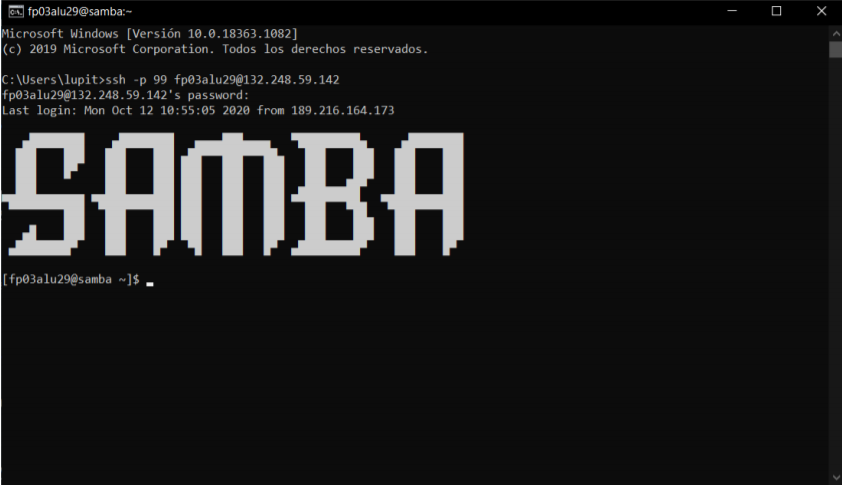 fp03alu29@samba:~
Microsoft Windows [Versión 10.0.18363.1082]
(c) 2019 Microsoft Corporation. Todos los derechos reservados.
C:\Users\lupit>ssh -p 99 fp03alu29@132.248.59.142
fp03alu29@132.248.59.142's password:
Last login: Mon Oct 12 10:55:05 2020 from 189.216.164.173
SAMBA
[fp03alu29@samba ~]$